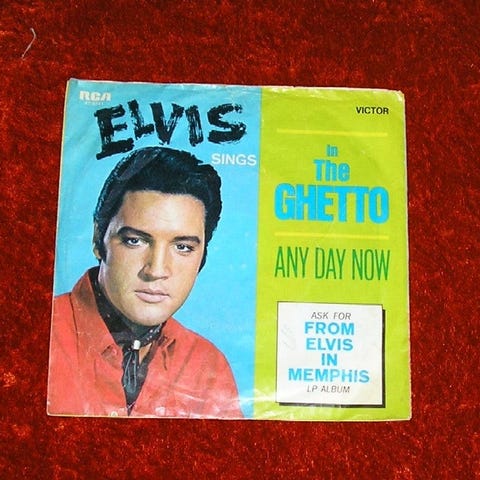 RCA
VICTOR
ELVIS
SINGS
In
The
GHETTO
ANY DAY NOW
ASK FOR
FROM
ELVIS
IN
MEMPHIS
LP-ALBUM